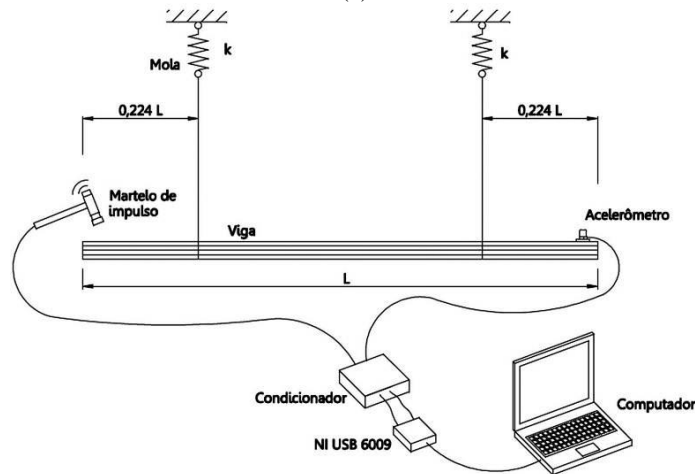 k
k
Mola
0,224 L
0,224 L
Martelo de
impulso
Acelerômetro
Viga
L
Condicionador
Computador
NI USB 6009